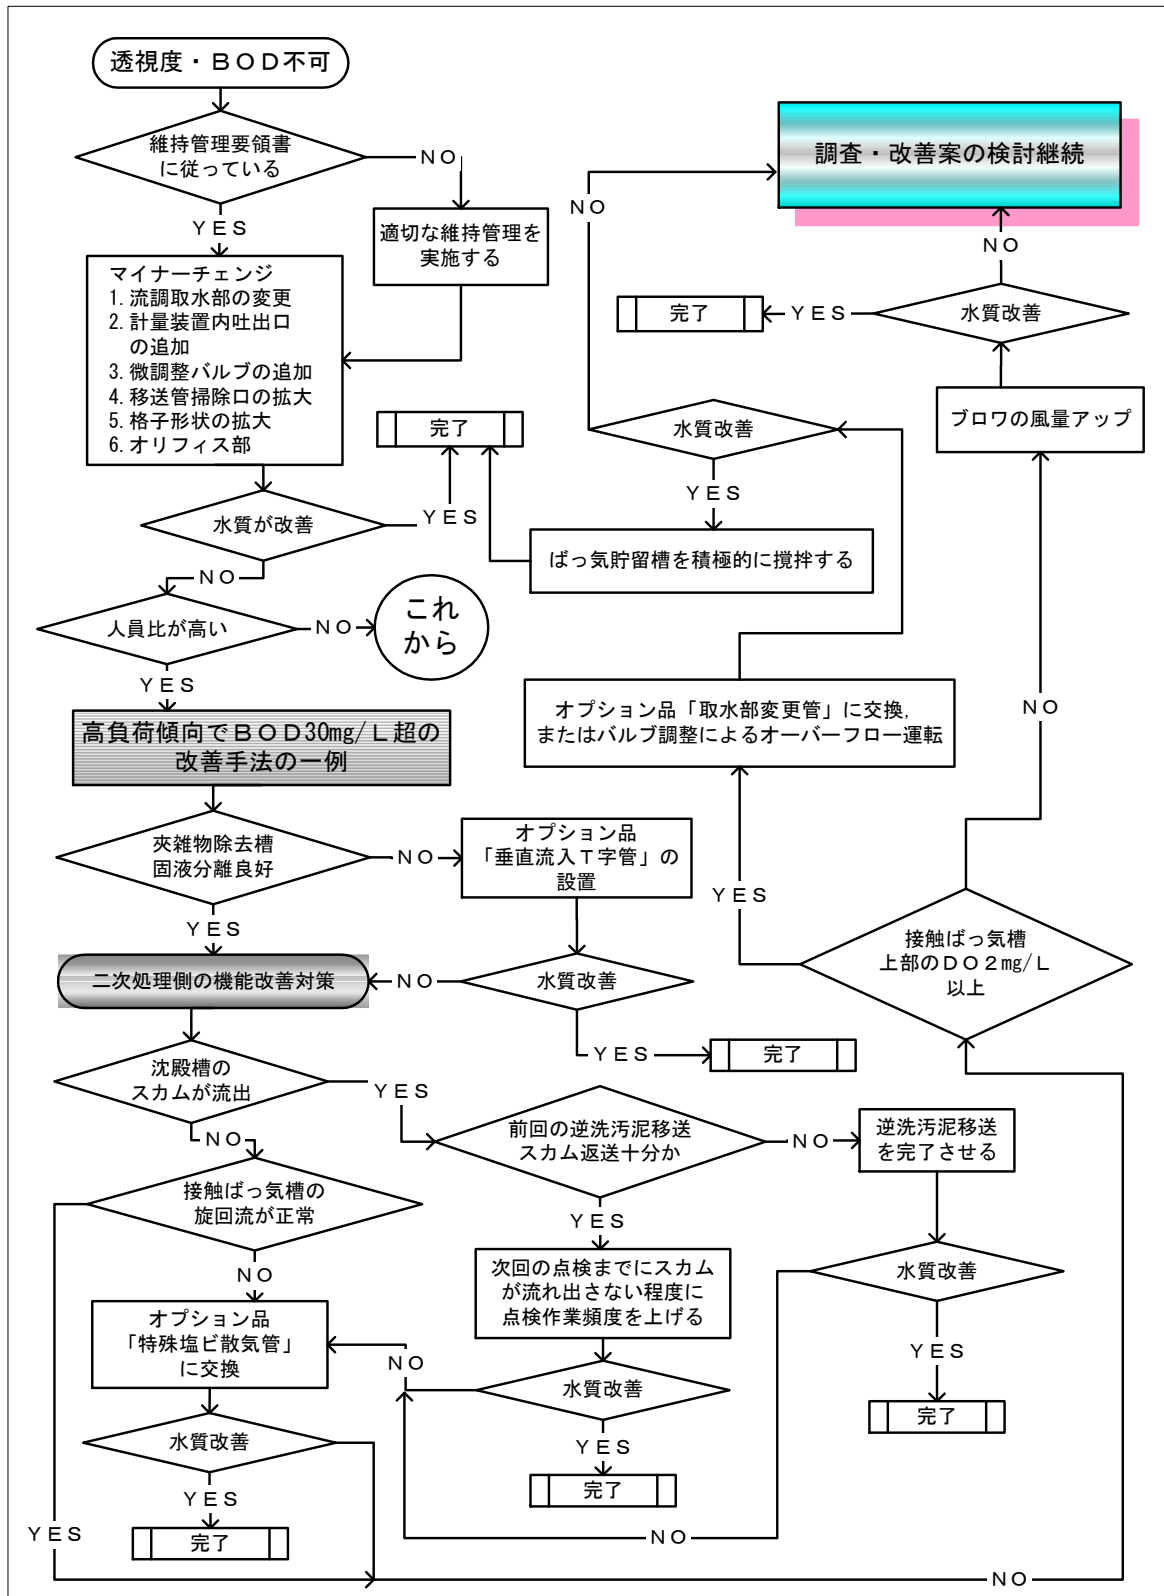 透視度・ＢＯＤ不可
維持管理要領書
に従っている
ＮＯ
ＹＥＳ
適切な維持管理を
実施する
マイナーチェンジ
1. 流調取水部の変更
2. 計量装置内吐出口
の追加
3. 微調整バルブの追加
4. 移送管掃除口の拡大
5. 格子形状の拡大
6. オリフィス部
水質が改善
ＹＥＳ
完了
ＮＯ
人員比が高い
ＮＯ
これ
から
ＹＥＳ
高負荷傾向でＢＯＤ30mg/Ｌ超の
改善手法の一例
夾雑物除去槽
固液分離良好
ＮＯ
オプション品
「垂直流入Ｔ字管」の
設置
ＹＥＳ
水質改善
ＮＯ
ＹＥＳ
完了
二次処理側の機能改善対策
沈殿槽の
スカムが流出
ＹＥＳ
ＮＯ
前回の逆洗汚泥移送
スカム返送十分か
ＮＯ
逆洗汚泥移送
を完了させる
水質改善
ＹＥＳ
完了
ＮＯ
ＹＥＳ
次回の点検までにスカム
が流れ出さない程度に
点検作業頻度を上げる
水質改善
ＮＯ
ＹＥＳ
完了
接触ばっ気槽の
旋回流が正常
ＮＯ
ＹＥＳ
オプション品
「特殊塩ビ散気管」
に交換
水質改善
ＹＥＳ
完了
ＮＯ
接触ばっ気槽
上部のＤＯ２㎎/Ｌ
以上
ＹＥＳ
ＮＯ
オプション品「取水部変更管」に交換,
またはバルブ調整によるオーバーフロー運転
水質改善
ＹＥＳ
ばっ気貯留槽を積極的に撹拌する
ＮＯ
ブロワの風量アップ
水質改善
ＹＥＳ
完了
ＮＯ
調査・改善案の検討継続